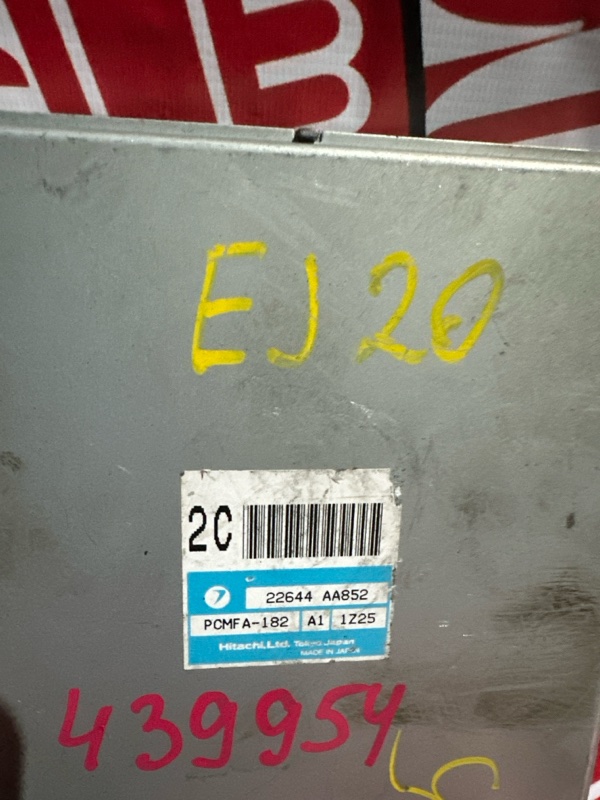 EJ20
2C
22644 AA852
PCMFA-182 A1 1Z25
Hitachi,Ltd. Tokyo Japan
MADE IN JAPAN
439954